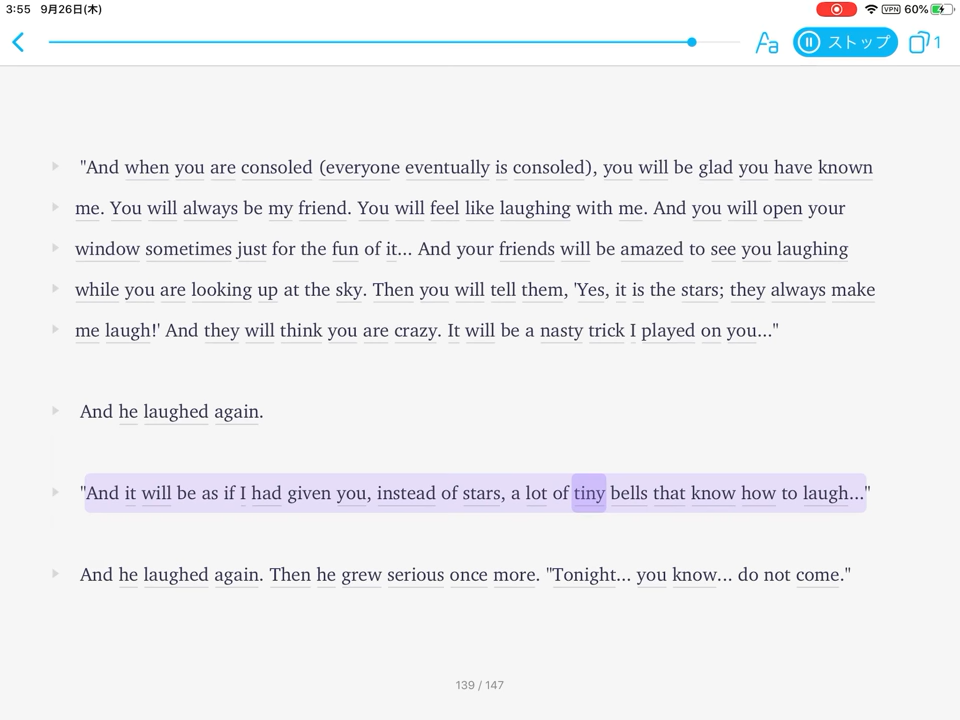 3:55 9月26日(木)
VPN 60%
ストップ
1
"And when you are consoled (everyone eventually is consoled), you will be glad you have known
me. You will always be my friend. You will feel like laughing with me. And you will open your
window sometimes just for the fun of it... And your friends will be amazed to see you laughing
while you are looking up at the sky. Then you will tell them, 'Yes, it is the stars; they always make
me laugh!' And they will think you are crazy. It will be a nasty trick I played on you..."
And he laughed again.
"And it will be as if I had given you, instead of stars, a lot of tiny bells that know how to laugh..."
And he laughed again. Then he grew serious once more. "Tonight... you know... do not come."
139 / 147